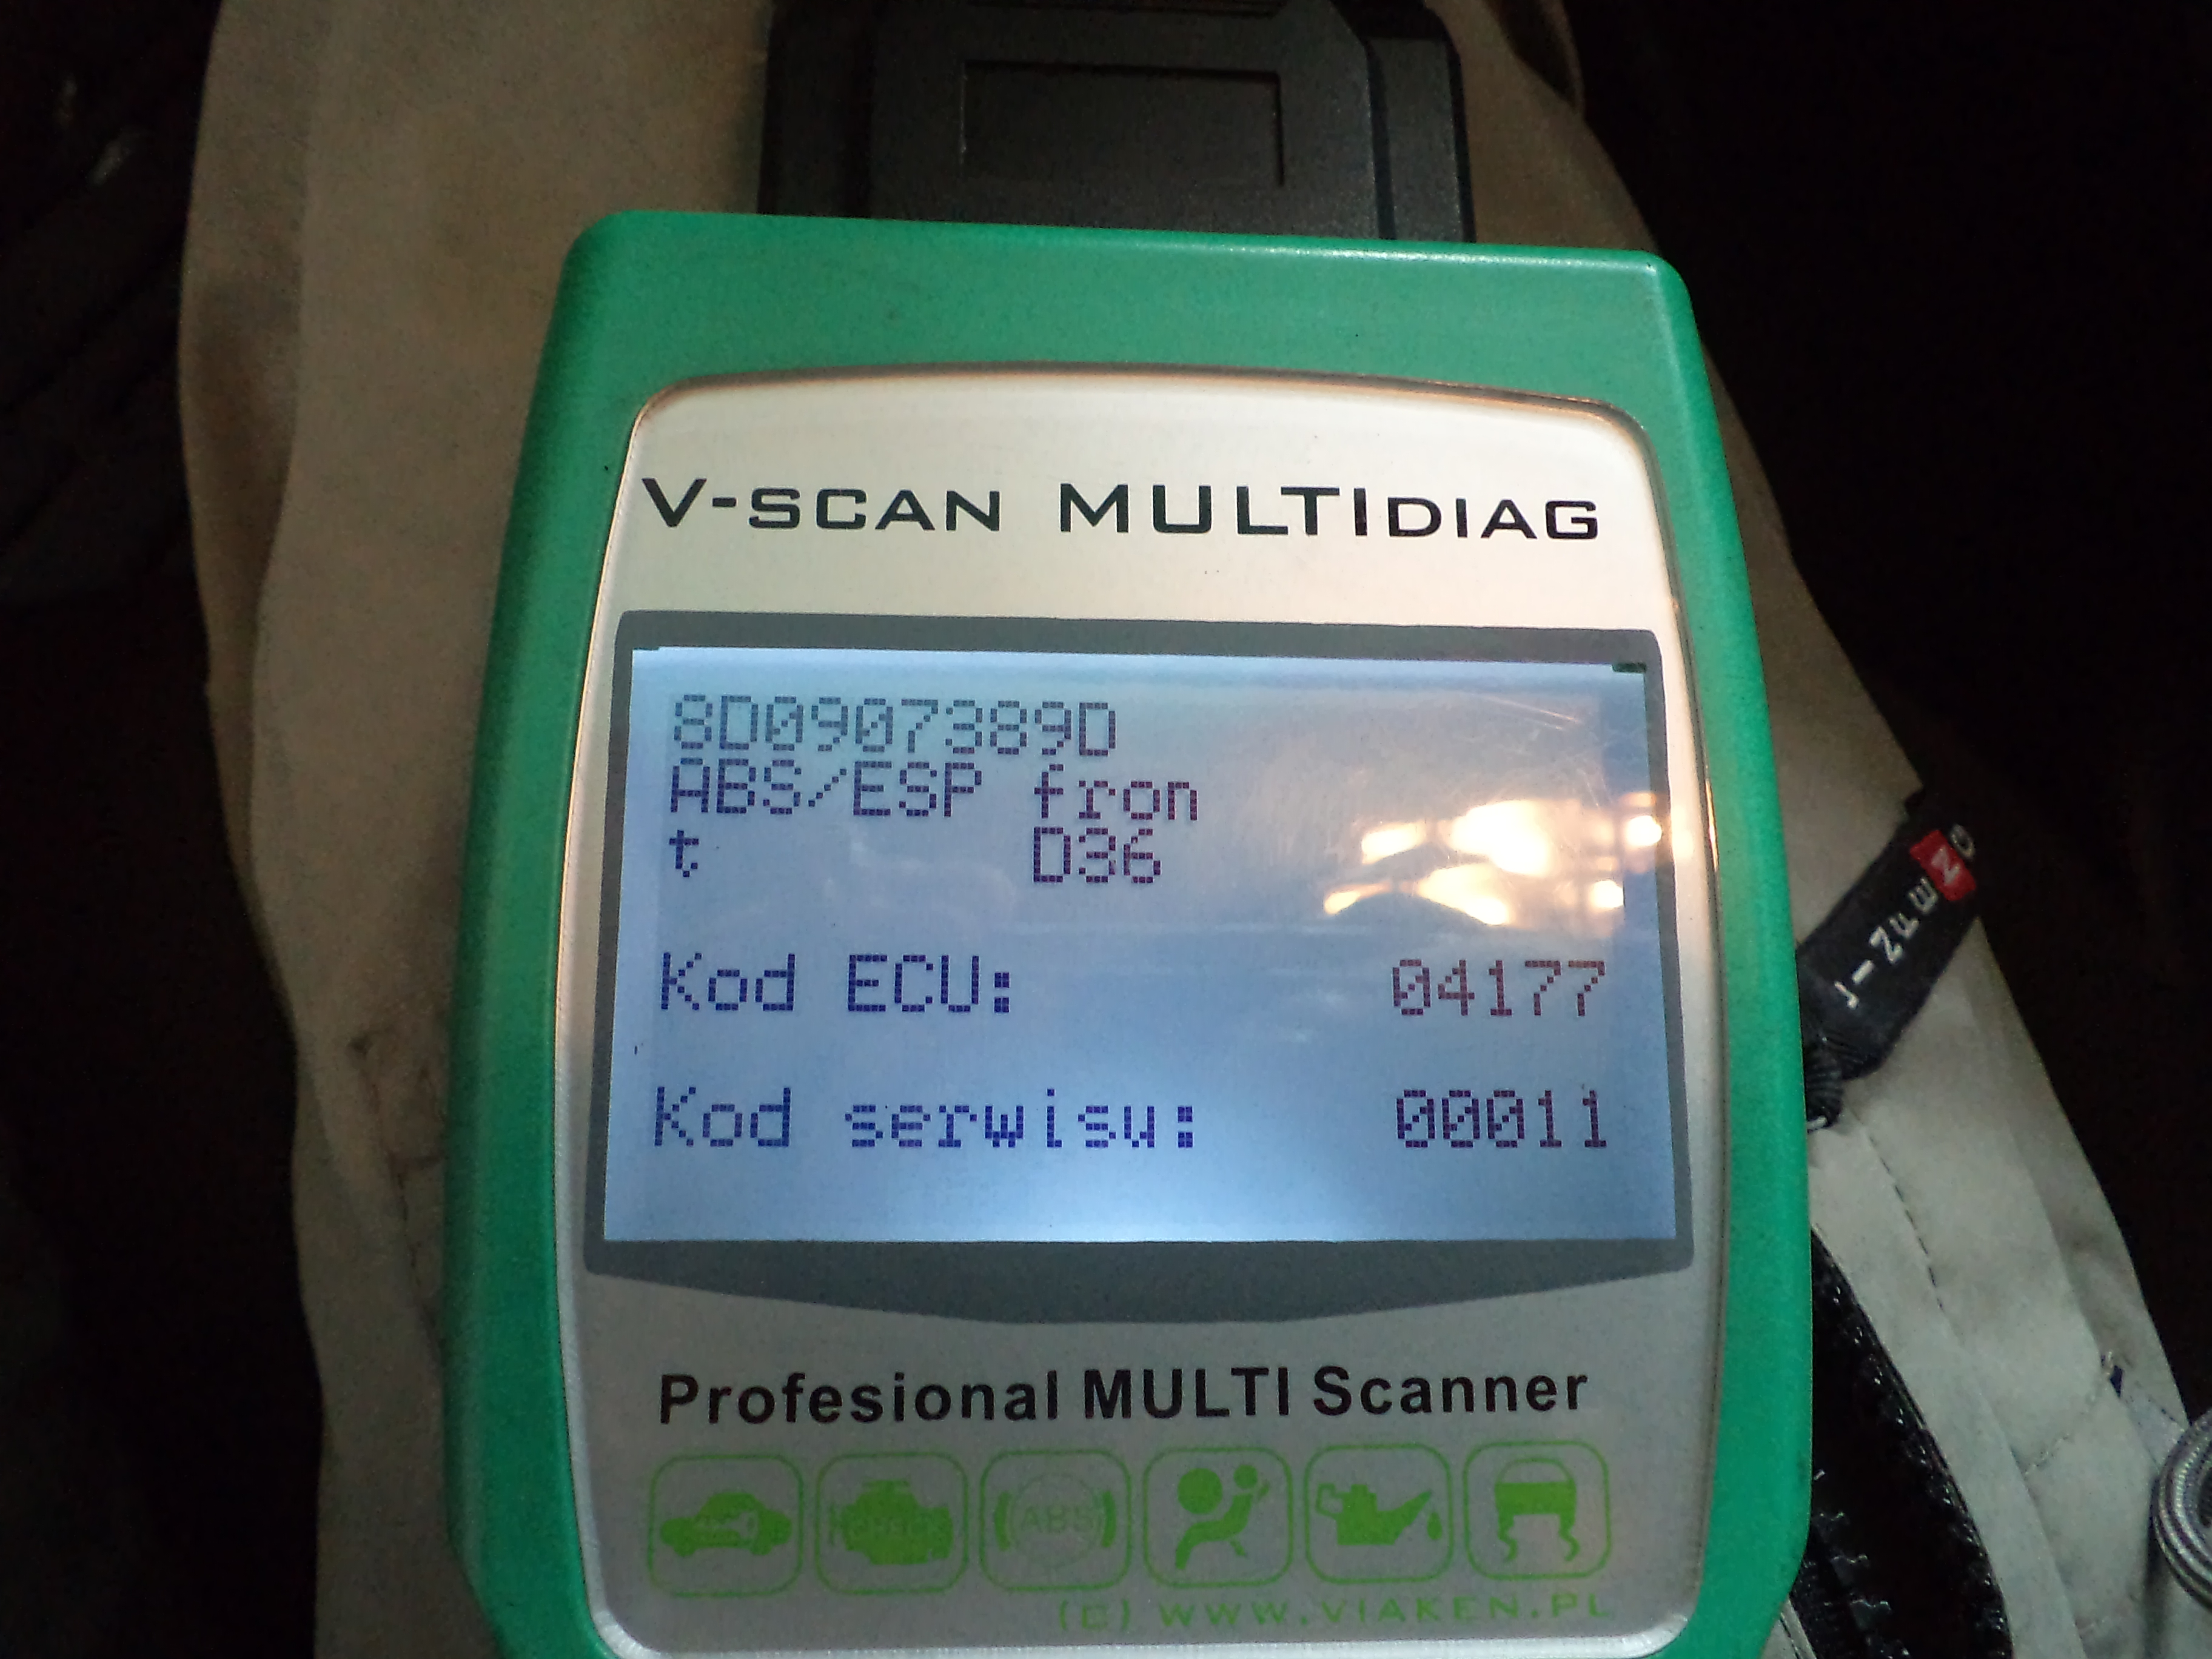 V-SCAN MULTIDIAG
8D0907389D
ABS/ESP fron
t D36
Kod ECU: 04177
Kod serwisu: 00011
Profesional MULTI Scanner
CHECK
ABS
(C) WWW.VIAKEN.PL